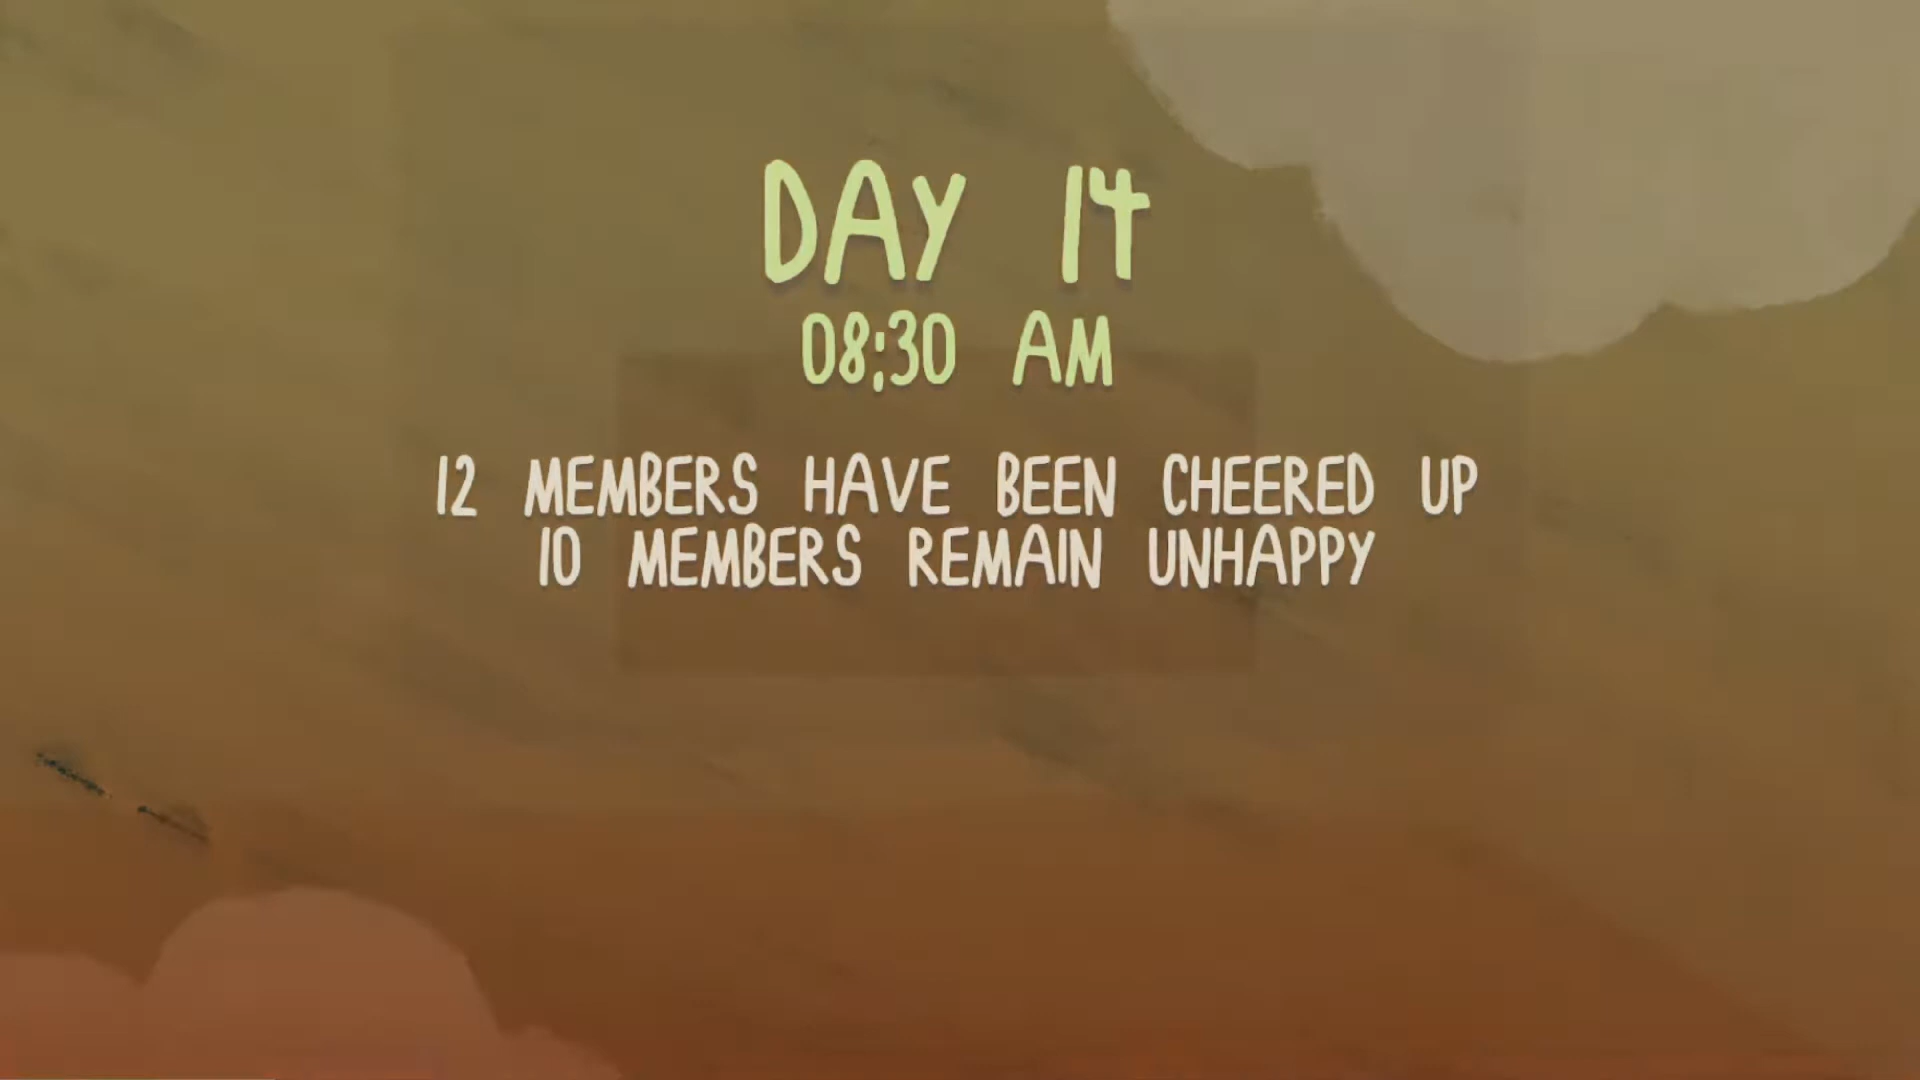 DAY 14
08:30 AM
12 MEMBERS HAVE BEEN CHEERED UP
10 MEMBERS REMAIN UNHAPPY